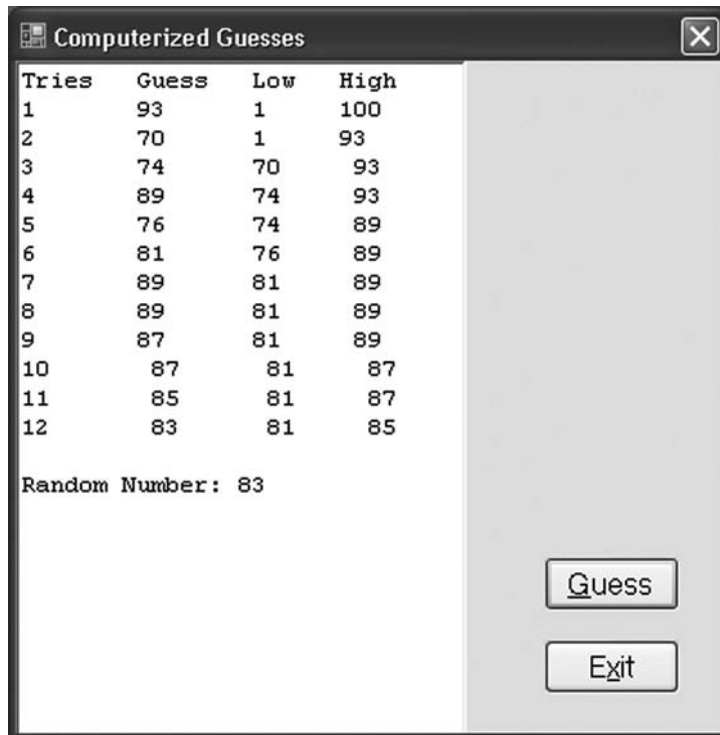 Computerized Guesses
Tries Guess Low High
1 93 1 100
2 70 1 93
3 74 70 93
4 89 74 93
5 76 74 89
6 81 76 89
7 89 81 89
8 89 81 89
9 87 81 89
10 87 81 87
11 85 81 87
12 83 81 85
Random Number: 83
Guess
Exit